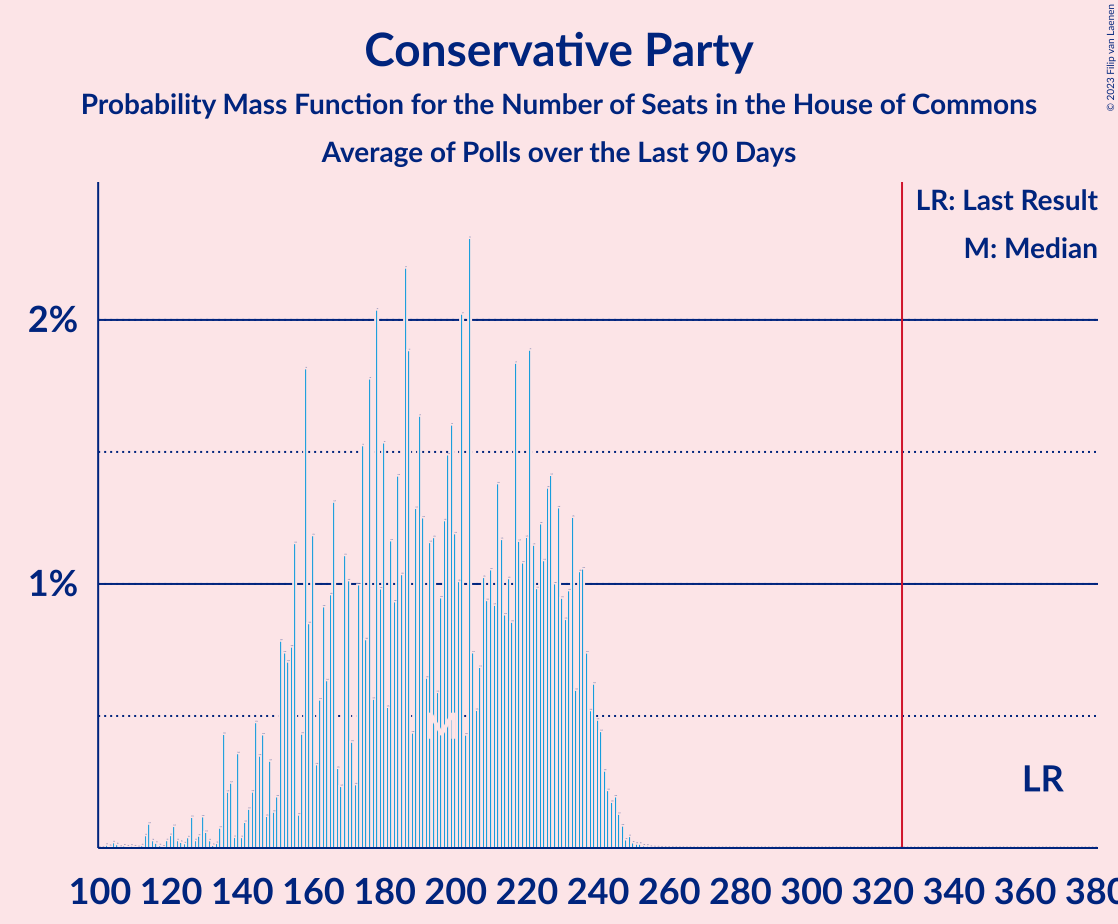 Conservative Party
Probability Mass Function for the Number of Seats in the House of Commons
Average of Polls over the Last 90 Days
© 2023 Filip van Laenen
LR: Last Result
M: Median
2%
1%
M
LR
100 120 140 160 180 200 220 240 260 280 300 320 340 360 380